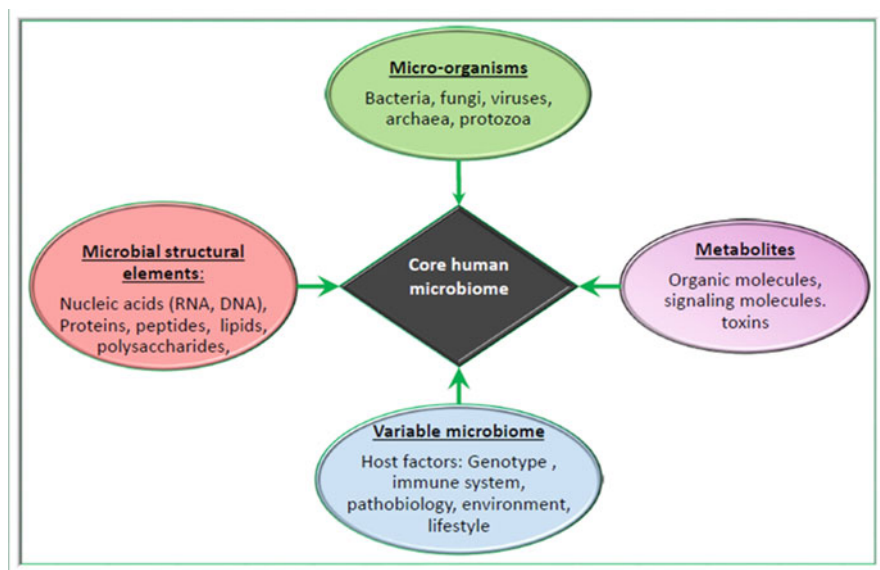 Micro-organisms
Bacteria, fungi, viruses,
archaea, protozoa
Microbial structural
elements:
Nucleic acids (RNA, DNA),
Proteins, peptides, lipids,
polysaccharides,
Core human
microbiome
Metabolites
Organic molecules,
signaling molecules.
toxins
Variable microbiome
Host factors: Genotype ,
immune system,
pathobiology, environment,
lifestyle